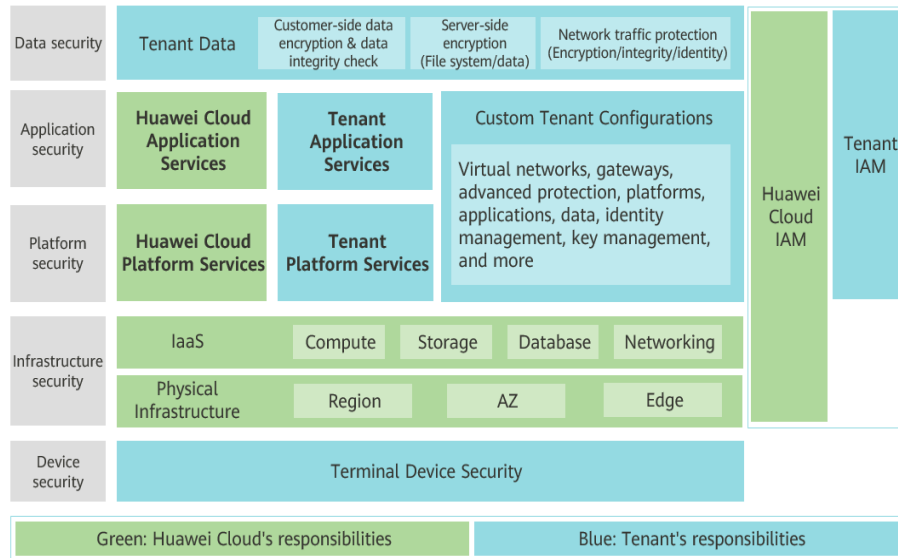 Data security
Tenant Data
Customer-side data
encryption & data
integrity check
Server-side
encryption
(File system/data)
Network traffic protection
(Encryption/integrity/identity)
Application
security
Huawei Cloud
Application
Services
Tenant
Application
Services
Custom Tenant Configurations
Virtual networks, gateways,
advanced protection, platforms,
applications, data, identity
management, key management,
and more
Platform
security
Huawei Cloud
Platform Services
Tenant
Platform Services
Huawei
Cloud
IAM
Tenant
IAM
Infrastructure
security
IaaS
Compute
Storage
Database
Networking
Physical
Infrastructure
Region
AZ
Edge
Device
security
Terminal Device Security
Green: Huawei Cloud's responsibilities
Blue: Tenant's responsibilities